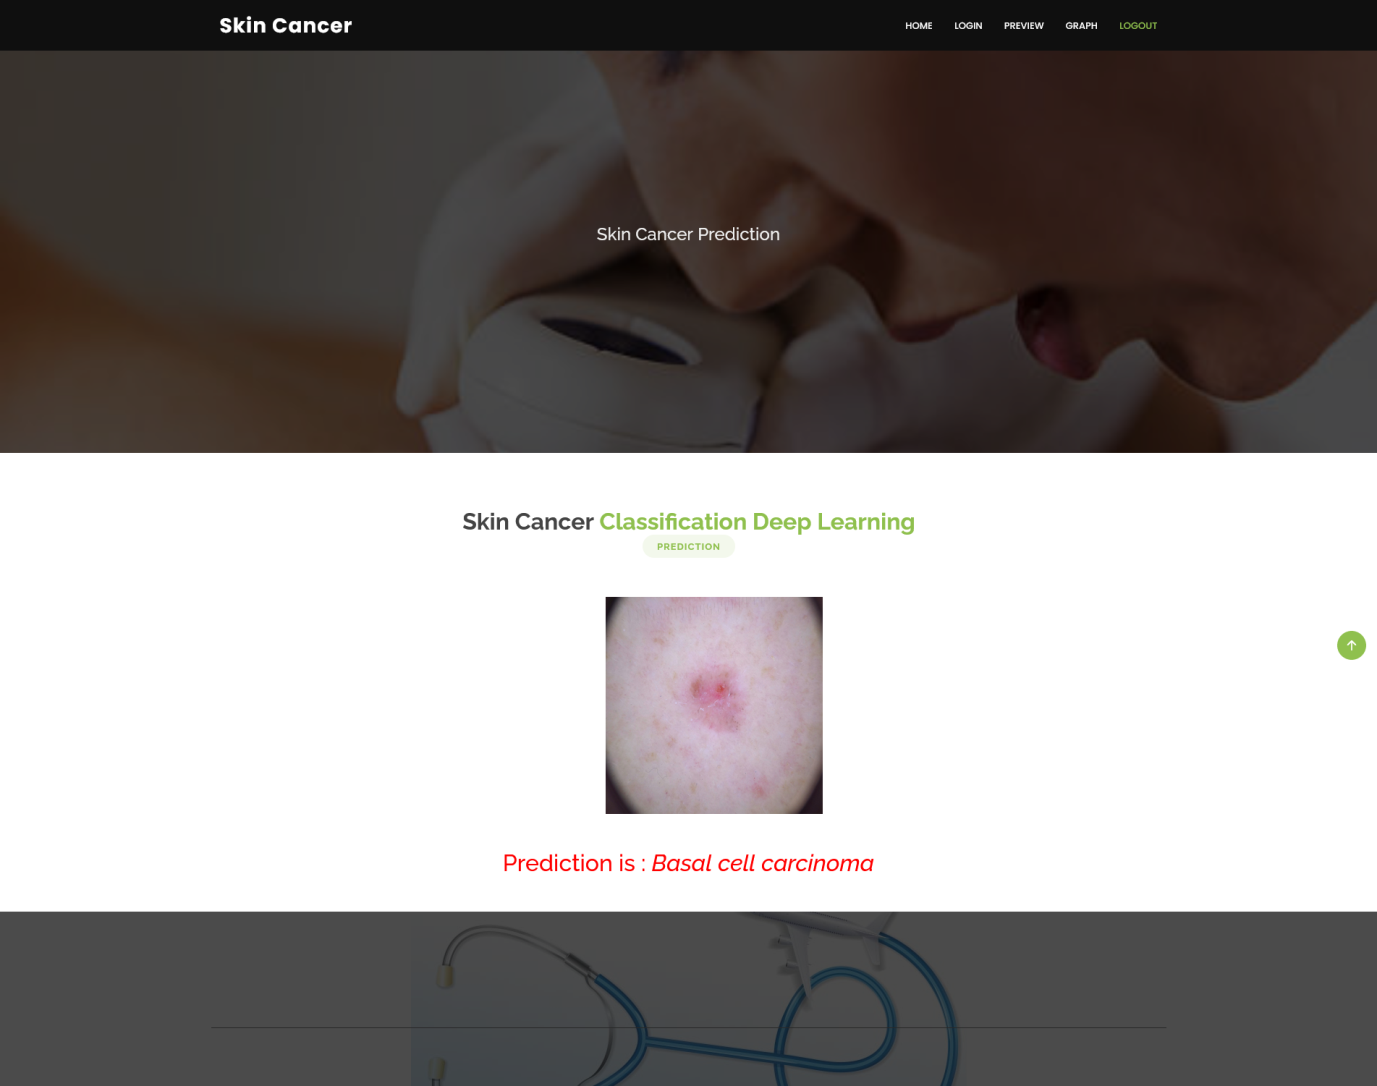 Skin Cancer
HOME LOGIN PREVIEW GRAPH LOGOUT
Skin Cancer Prediction
Skin Cancer Classification Deep Learning
PREDICTION
Prediction is : Basal cell carcinoma